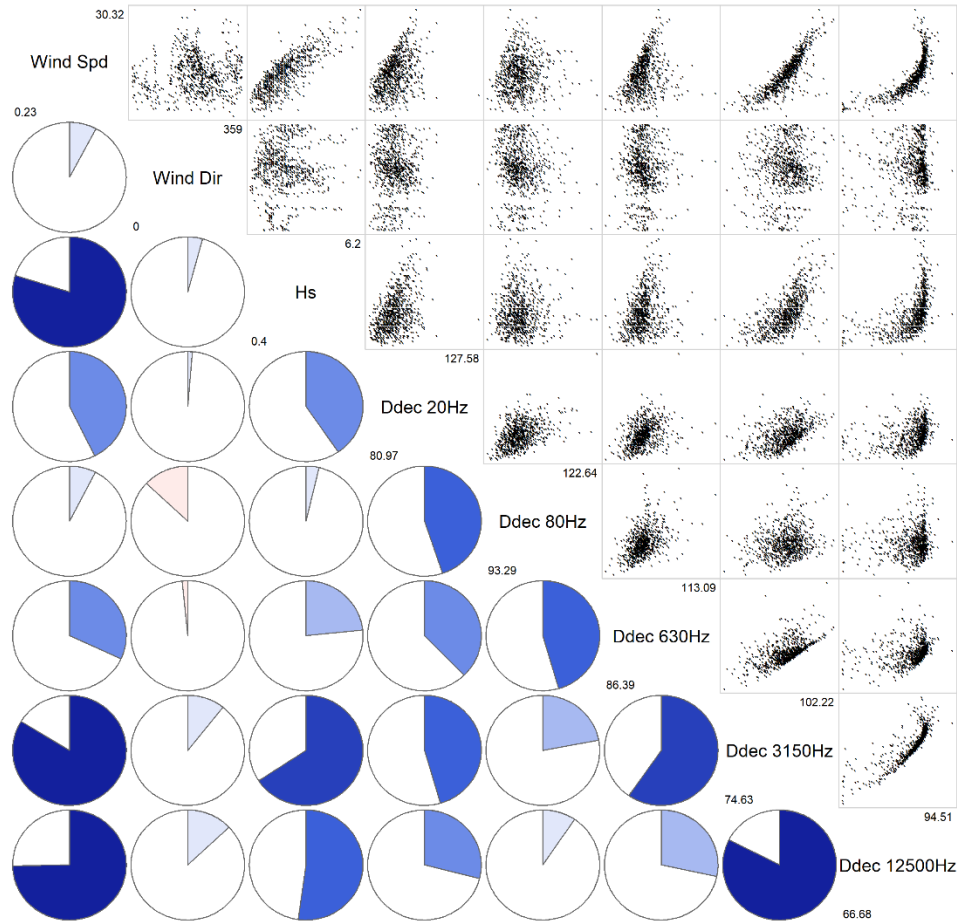 30.32
Wind Spd
0.23
359
Wind Dir
0
6.2
Hs
0.4
127.58
Ddec 20Hz
80.97
122.64
Ddec 80Hz
93.29
113.09
Ddec 630Hz
86.39
102.22
Ddec 3150Hz
74.63
94.51
Ddec 12500Hz
66.68